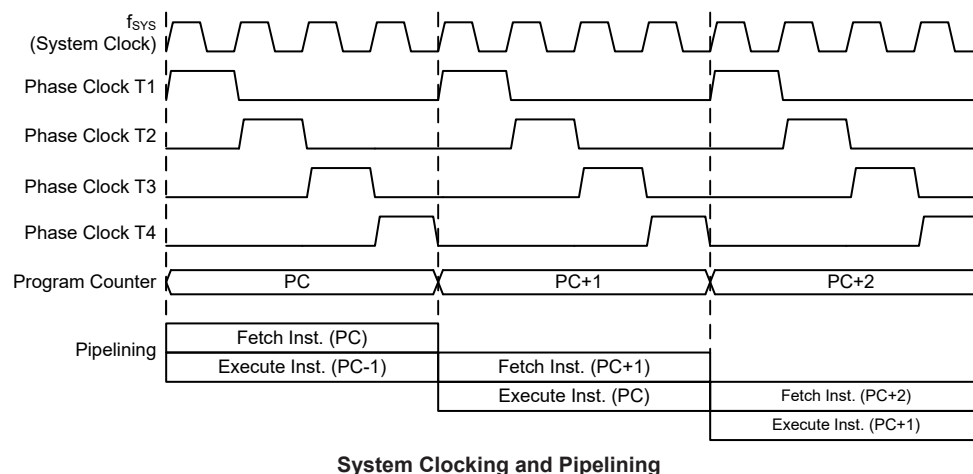 fSYS
(System Clock)
Phase Clock T1
Phase Clock T2
Phase Clock T3
Phase Clock T4
Program Counter
PC
PC+1
PC+2
Pipelining
Fetch Inst. (PC)
Execute Inst. (PC-1)
Fetch Inst. (PC+1)
Execute Inst. (PC)
Fetch Inst. (PC+2)
Execute Inst. (PC+1)
System Clocking and Pipelining